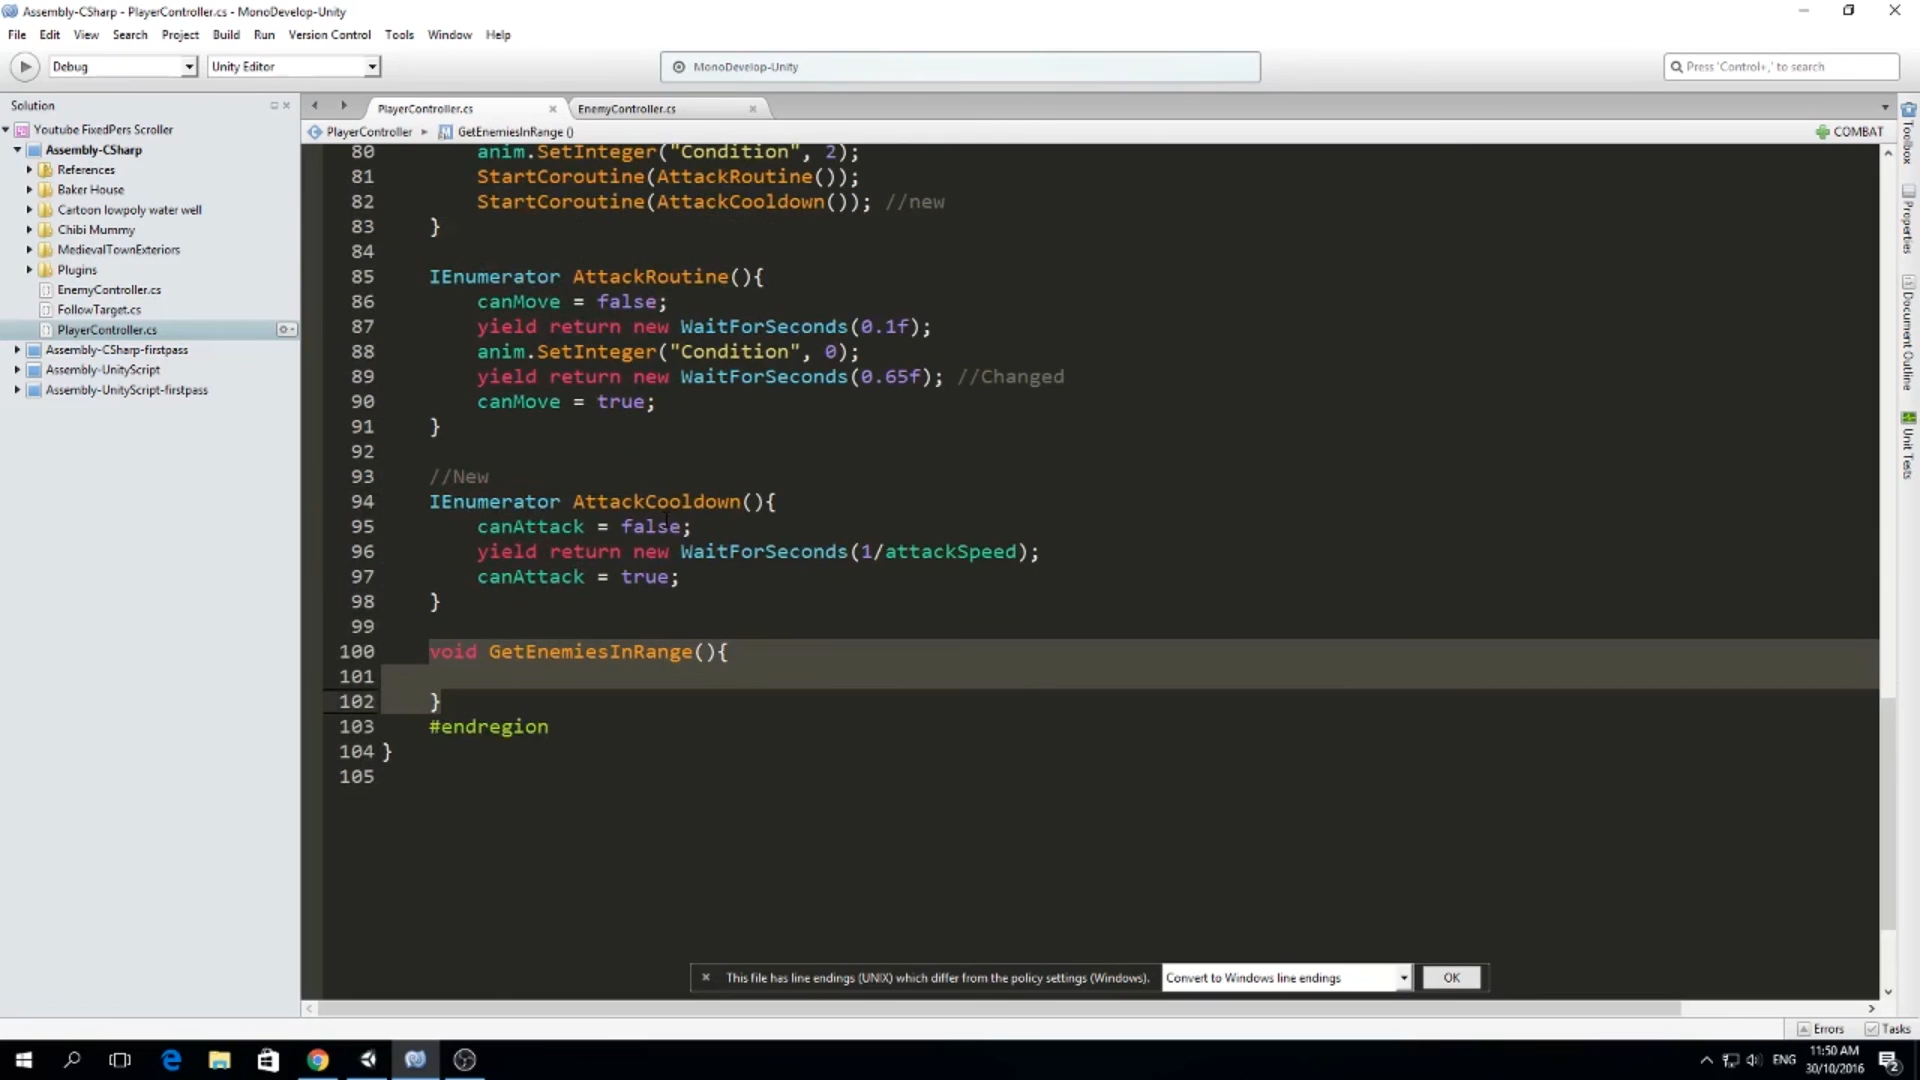 Assembly-CSharp - PlayerController.cs - MonoDevelop-Unity
File Edit View Search Project Build Run Version Control Tools Window Help
Debug Unity Editor MonoDevelop-Unity Press 'Control+,' to search
Solution
Youtube FixedPers Scroller
Assembly-CSharp
References
Baker House
Cartoon lowpoly water well
Chibi Mummy
MedievalTownExteriors
Plugins
EnemyController.cs
FollowTarget.cs
PlayerController.cs
Assembly-CSharp-firstpass
Assembly-UnityScript
Assembly-UnityScript-firstpass
PlayerController.cs EnemyController.cs
PlayerController GetEnemiesInRange () COMBAT
80 anim.SetInteger("Condition", 2);
81 StartCoroutine(AttackRoutine());
82 StartCoroutine(AttackCooldown()); //new
83 }
84
85 IEnumerator AttackRoutine(){
86 canMove = false;
87 yield return new WaitForSeconds(0.1f);
88 anim.SetInteger("Condition", 0);
89 yield return new WaitForSeconds(0.65f); //Changed
90 canMove = true;
91 }
92
93 //New
94 IEnumerator AttackCooldown(){
95 canAttack = false;
96 yield return new WaitForSeconds(1/attackSpeed);
97 canAttack = true;
98 }
99
100 void GetEnemiesInRange(){
101
102 }
103 #endregion
104 }
105
This file has line endings (UNIX) which differ from the policy settings (Windows). Convert to Windows line endings OK
Toolbox
Properties
Document Outline
Unit Tests
Errors Tasks
ENG 11:50 AM
30/10/2016
2